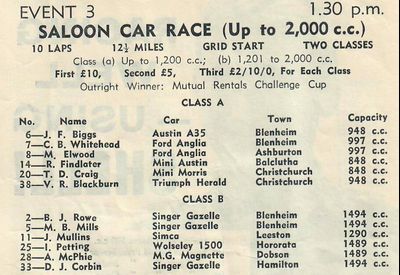 EVENT 3 1.30 p.m.
SALOON CAR RACE (Up to 2,000 c.c.)
10 LAPS 12½ MILES GRID START TWO CLASSES
Class (a) Up to 1,200 c.c.; (b) 1,201 to 2,000 c.c.
First £10, Second £5, Third £2/10/0, For Each Class
Outright Winner: Mutual Rentals Challenge Cup
CLASS A
No. Name Car Town Capacity
6—J. F. Biggs Austin A35 Blenheim 948 c.c.
7—C. B. Whitehead Ford Anglia Blenheim 997 c.c.
8—M. Elwood Ford Anglia Ashburton 997 c.c.
14—R. Findlater Mini Austin Balclutha 848 c.c.
20—T. D. Craig Mini Morris Christchurch 848 c.c.
38—V. R. Blackburn Triumph Herald Christchurch 948 c.c.
CLASS B
2—B. J. Rowe Singer Gazelle Blenheim 1494 c.c.
5—M. B. Mills Singer Gazelle Blenheim 1494 c.c.
11—J. Mullins Simca Leeston 1290 c.c.
25—I. Petting Wolseley 1500 Hororata 1489 c.c.
28—A. McPhie M.G. Magnette Dobson 1489 c.c.
33—D. J. Corbin Singer Gazelle Hamilton 1494 c.c.